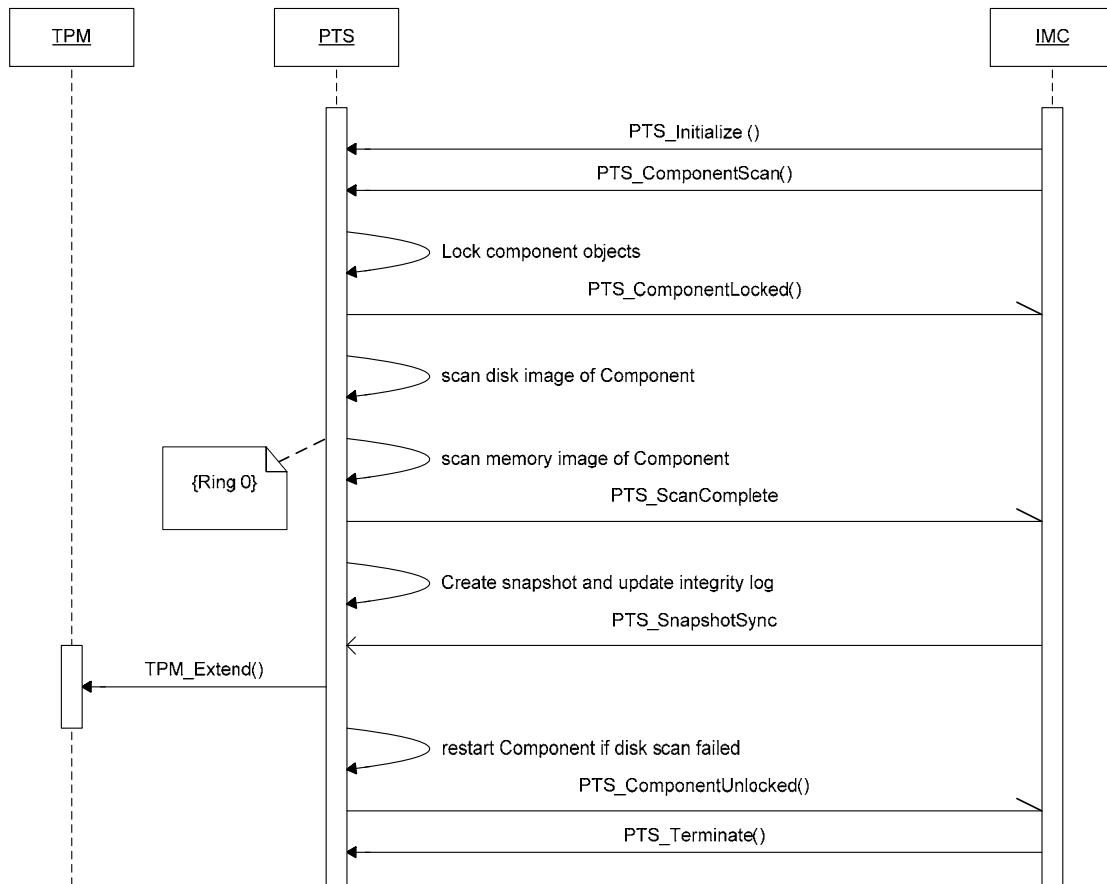 TPM
PTS
IMC
PTS_Initialize ()
PTS_ComponentScan()
Lock component objects
PTS_ComponentLocked()
scan disk image of Component
{Ring 0}
scan memory image of Component
PTS_ScanComplete
Create snapshot and update integrity log
PTS_SnapshotSync
TPM_Extend()
restart Component if disk scan failed
PTS_ComponentUnlocked()
PTS_Terminate()